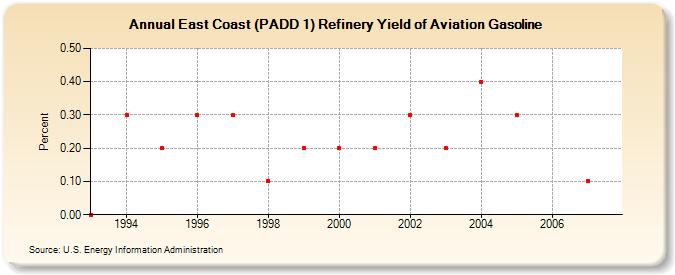 Annual East Coast (PADD 1) Refinery Yield of Aviation Gasoline
Percent
0.50
0.40
0.30
0.20
0.10
0.00
1994 1996 1998 2000 2002 2004 2006
Source: U.S. Energy Information Administration